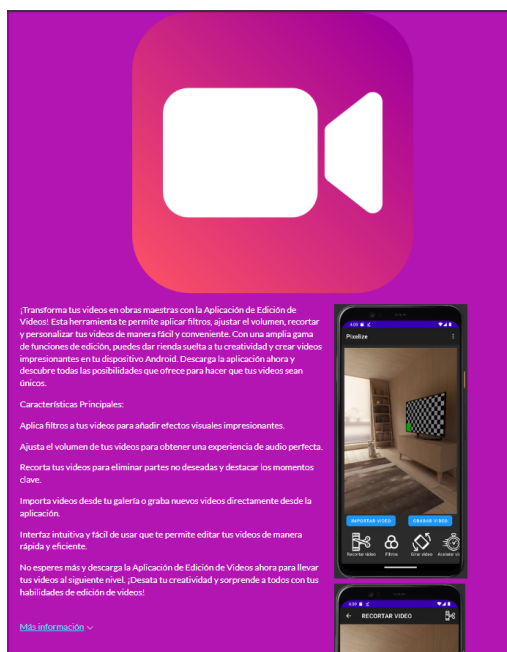 ¡Transforma tus videos en obras maestras con la Aplicación de Edición de
Videos! Esta herramienta te permite aplicar filtros, ajustar el volumen, recortar
y personalizar tus videos de manera fácil y conveniente. Con una amplia gama
de funciones de edición, puedes dar rienda suelta a tu creatividad y crear videos
impresionantes en tu dispositivo Android. Descarga la aplicación ahora y
descubre todas las posibilidades que ofrece para hacer que tus videos sean
únicos.
Características Principales:
Aplica filtros a tus videos para añadir efectos visuales impresionantes.
Ajusta el volumen de tus videos para obtener una experiencia de audio perfecta.
Recorta tus videos para eliminar partes no deseadas y destacar los momentos
clave.
Importa videos desde tu galería o graba nuevos videos directamente desde la
aplicación.
Interfaz intuitiva y fácil de usar que te permite editar tus videos de manera
rápida y eficiente.
No esperes más y descarga la Aplicación de Edición de Videos ahora para llevar
tus videos al siguiente nivel. ¡Desata tu creatividad y sorprende a todos con tus
habilidades de edición de videos!
Más información
Pixelize
IMPORTAR VIDEO GRABAR VIDEO
Recortar video Filtros Girar video Acelerar vi
RECORTAR VIDEO